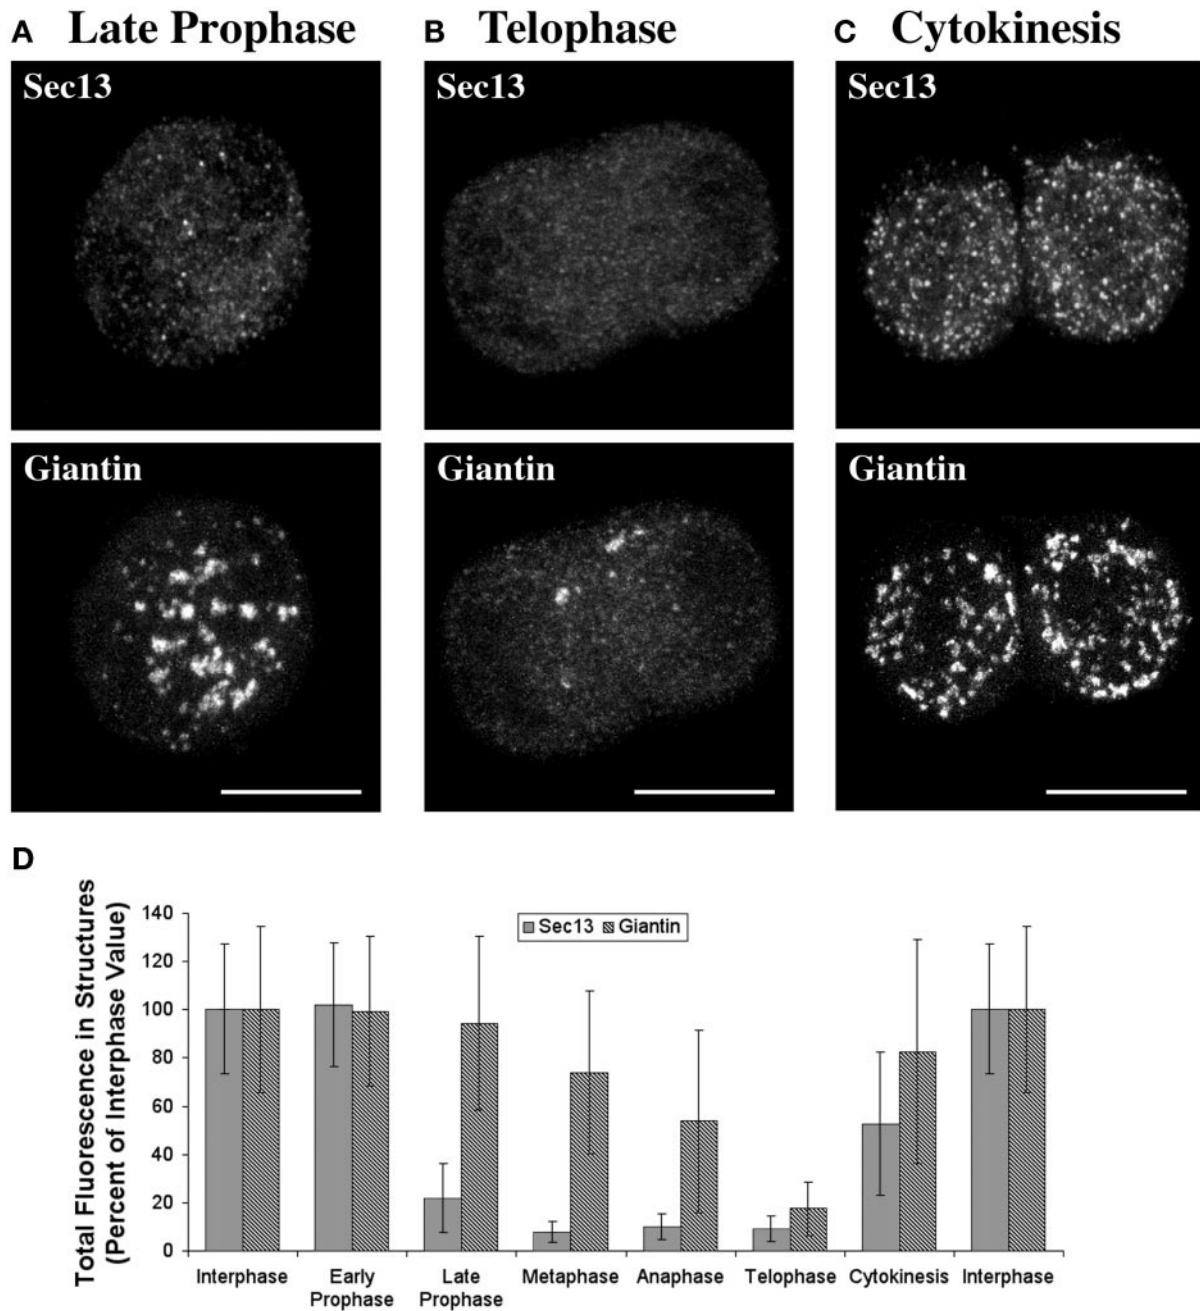 A Late Prophase
B Telophase
C Cytokinesis
Sec13
Sec13
Sec13
Giantin
Giantin
Giantin
D
Total Fluorescence in Structures
(Percent of Interphase Value)
140
120
100
80
60
40
20
0
Sec13 Giantin
Interphase
Early
Prophase
Late
Prophase
Metaphase
Anaphase
Telophase
Cytokinesis
Interphase